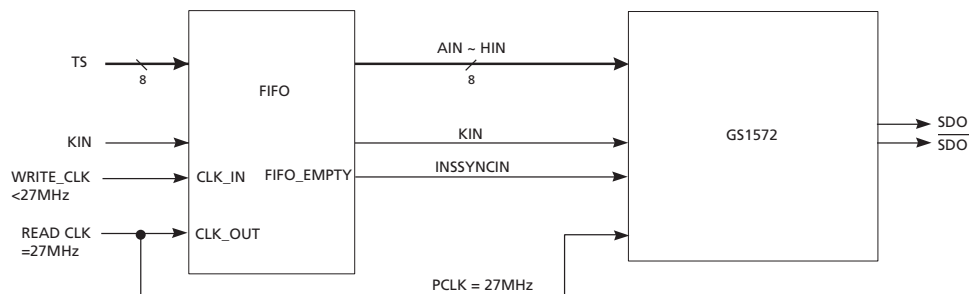 TS
8
KIN
WRITE_CLK
<27MHz
READ CLK
=27MHz
FIFO
CLK_IN
FIFO_EMPTY
CLK_OUT
AIN ~ HIN
8
KIN
INSSYNCIN
PCLK = 27MHz
GS1572
SDO
SDO